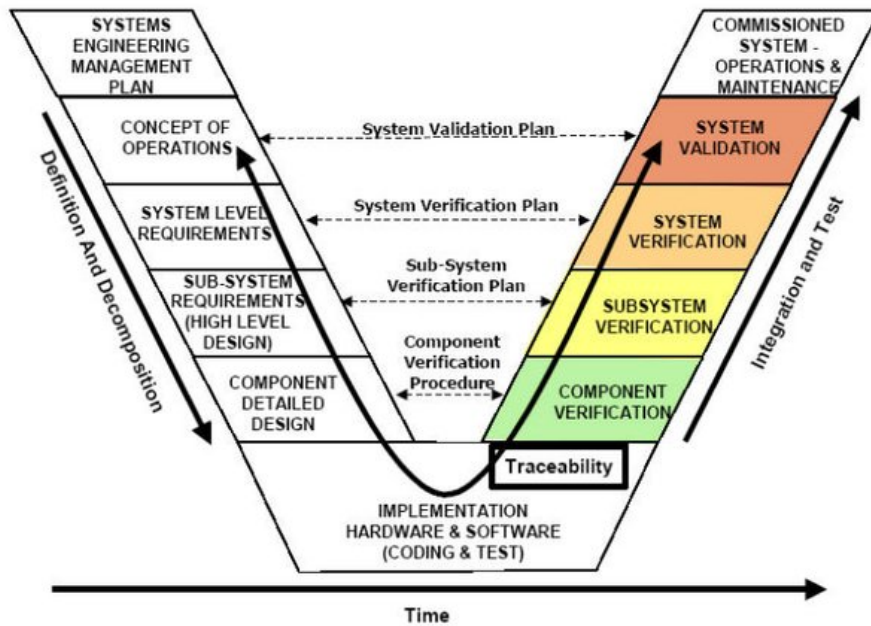 SYSTEMS
ENGINEERING
MANAGEMENT
PLAN
COMMISSIONED
SYSTEM -
OPERATIONS &
MAINTENANCE
CONCEPT OF
OPERATIONS
System Validation Plan
SYSTEM
VALIDATION
SYSTEM LEVEL
REQUIREMENTS
System Verification Plan
SYSTEM
VERIFICATION
SUB-SYSTEM
REQUIREMENTS
(HIGH LEVEL
DESIGN)
Sub-System
Verification Plan
SUBSYSTEM
VERIFICATION
COMPONENT
DETAILED
DESIGN
Component
Verification
Procedure
COMPONENT
VERIFICATION
Definition And Decomposition
Integration and Test
Traceability
IMPLEMENTATION
HARDWARE & SOFTWARE
(CODING & TEST)
Time